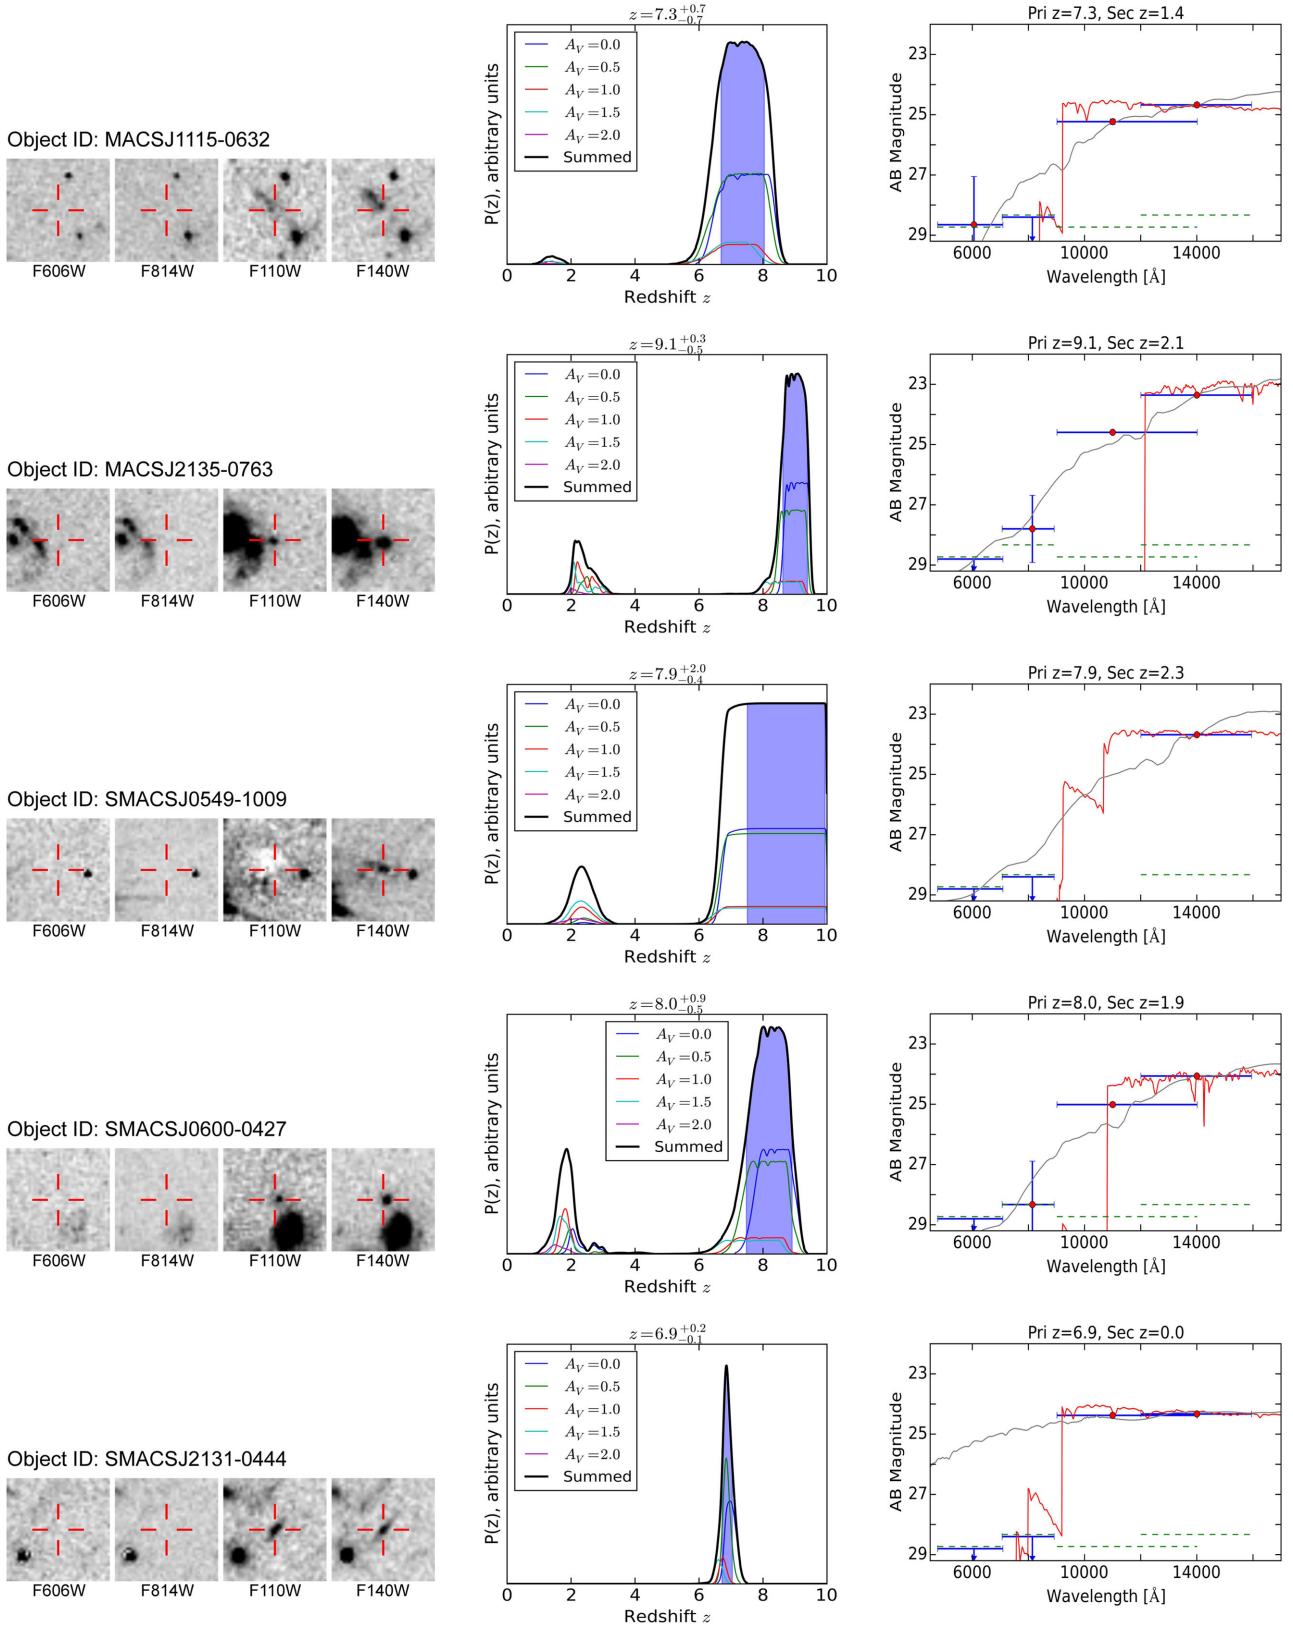 z=7.3+0.7−0.7
Pri z=7.3, Sec z=1.4
P(z), arbitrary units
A_V=0.0
A_V=0.5
A_V=1.0
A_V=1.5
A_V=2.0
Summed
AB Magnitude
23
25
27
29
Object ID: MACSJ1115-0632
F606W F814W F110W F140W
0 2 4 6 8 10
Redshift z
6000 10000 14000
Wavelength [Å]
z=9.1+0.3−0.5
Pri z=9.1, Sec z=2.1
P(z), arbitrary units
A_V=0.0
A_V=0.5
A_V=1.0
A_V=1.5
A_V=2.0
Summed
AB Magnitude
23
25
27
29
Object ID: MACSJ2135-0763
F606W F814W F110W F140W
0 2 4 6 8 10
Redshift z
6000 10000 14000
Wavelength [Å]
z=7.9+2.0−0.4
Pri z=7.9, Sec z=2.3
P(z), arbitrary units
A_V=0.0
A_V=0.5
A_V=1.0
A_V=1.5
A_V=2.0
Summed
AB Magnitude
23
25
27
29
Object ID: SMACSJ0549-1009
F606W F814W F110W F140W
0 2 4 6 8 10
Redshift z
6000 10000 14000
Wavelength [Å]
z=8.0+0.9−0.5
Pri z=8.0, Sec z=1.9
P(z), arbitrary units
A_V=0.0
A_V=0.5
A_V=1.0
A_V=1.5
A_V=2.0
Summed
AB Magnitude
23
25
27
29
Object ID: SMACSJ0600-0427
F606W F814W F110W F140W
0 2 4 6 8 10
Redshift z
6000 10000 14000
Wavelength [Å]
z=6.9+0.2−0.1
Pri z=6.9, Sec z=0.0
P(z), arbitrary units
A_V=0.0
A_V=0.5
A_V=1.0
A_V=1.5
A_V=2.0
Summed
AB Magnitude
23
25
27
29
Object ID: SMACSJ2131-0444
F606W F814W F110W F140W
0 2 4 6 8 10
Redshift z
6000 10000 14000
Wavelength [Å]